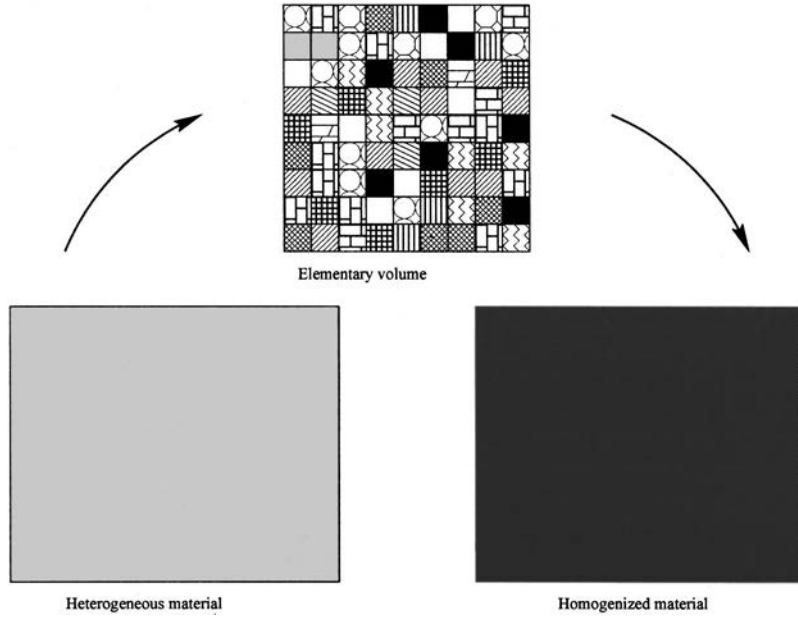 Elementary volume
Heterogeneous material
Homogenized material